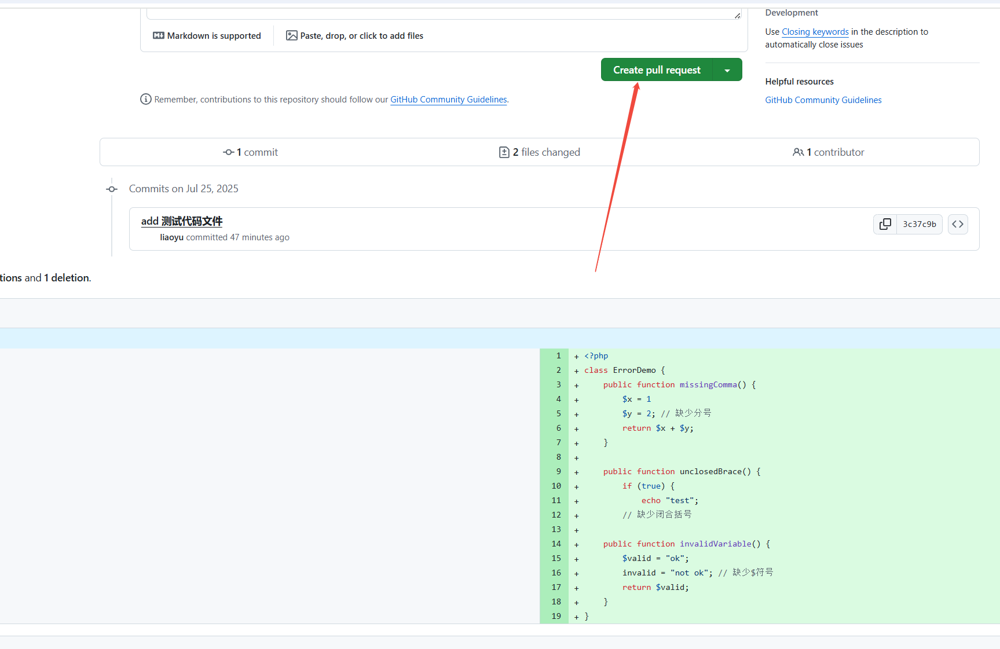 Development
Markdown is supported
Paste, drop, or click to add files
Use Closing keywords in the description to
automatically close issues
Create pull request
Helpful resources
Remember, contributions to this repository should follow our GitHub Community Guidelines.
GitHub Community Guidelines
1 commit
2 files changed
1 contributor
Commits on Jul 25, 2025
add 测试代码文件
liaoyu committed 47 minutes ago
3c37c9b
tions and 1 deletion.
1 + <?php
2 + class ErrorDemo {
3 +     public function missingComma() {
4 +         $x = 1
5 +         $y = 2; // 缺少分号
6 +         return $x + $y;
7 +     }
8 +
9 +     public function unclosedBrace() {
10 +         if (true) {
11 +             echo "test";
12 +         // 缺少闭合括号
13 +
14 +     public function invalidVariable() {
15 +         $valid = "ok";
16 +         invalid = "not ok"; // 缺少$符号
17 +         return $valid;
18 +     }
19 + }